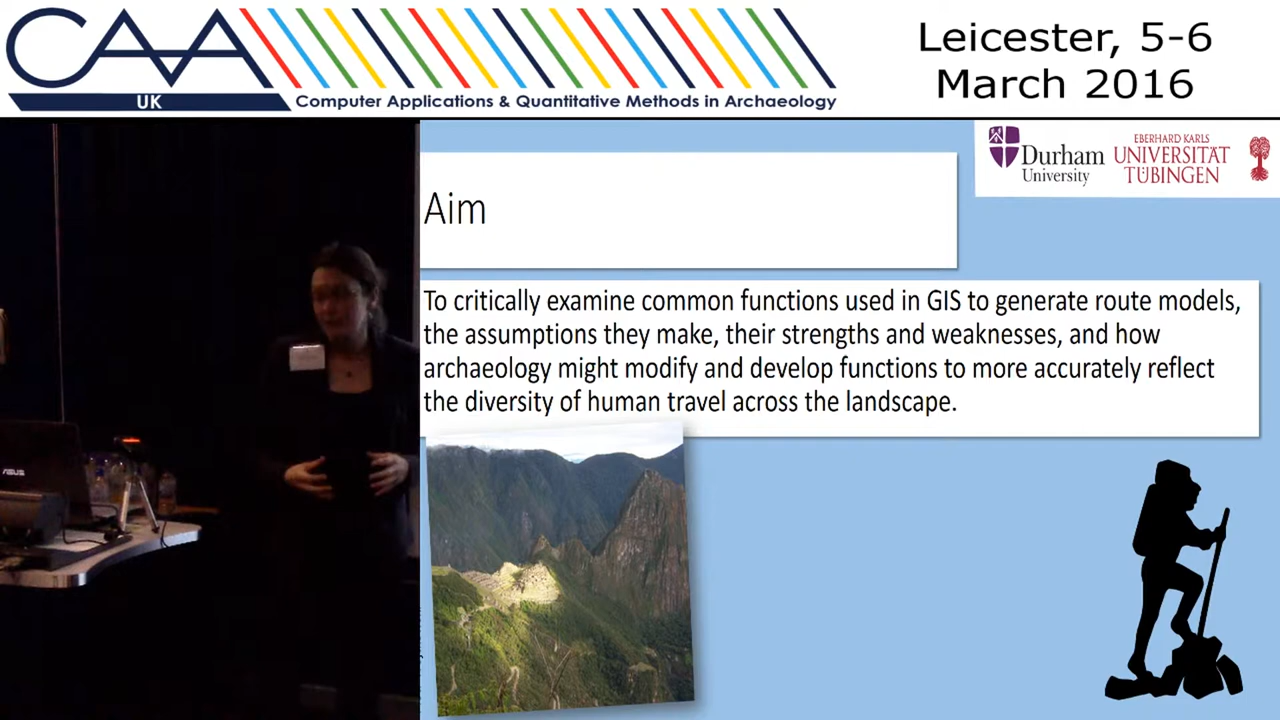 CAA
UK
Computer Applications & Quantitative Methods in Archaeology
Leicester, 5-6
March 2016
Durham
University
EBERHARD KARLS
UNIVERSITÄT
TÜBINGEN
Aim
To critically examine common functions used in GIS to generate route models,
the assumptions they make, their strengths and weaknesses, and how
archaeology might modify and develop functions to more accurately reflect
the diversity of human travel across the landscape.
ASUS